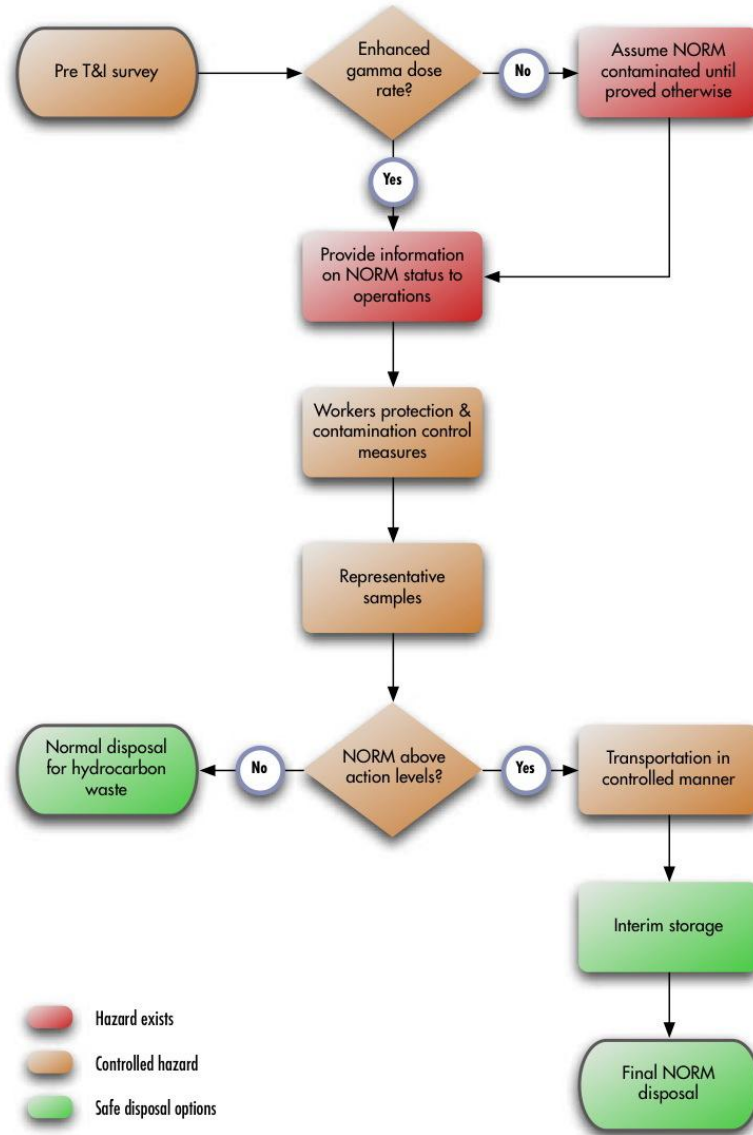 Pre T&I survey
Enhanced
gamma dose
rate?
No
Assume NORM
contaminated until
proved otherwise
Yes
Provide information
on NORM status to
operations
Workers protection &
contamination control
measures
Representative
samples
Normal disposal
for hydrocarbon
waste
No
NORM above
action levels?
Yes
Transportation in
controlled manner
Interim storage
Final NORM
disposal
Hazard exists
Controlled hazard
Safe disposal options